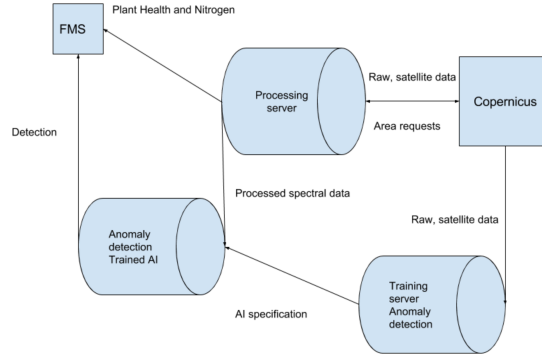 Plant Health and Nitrogen
FMS
Processing
server
Raw, satellite data
Copernicus
Area requests
Detection
Processed spectral data
Raw, satellite data
Anomaly
detection
Trained AI
Training
server
Anomaly
detection
AI specification